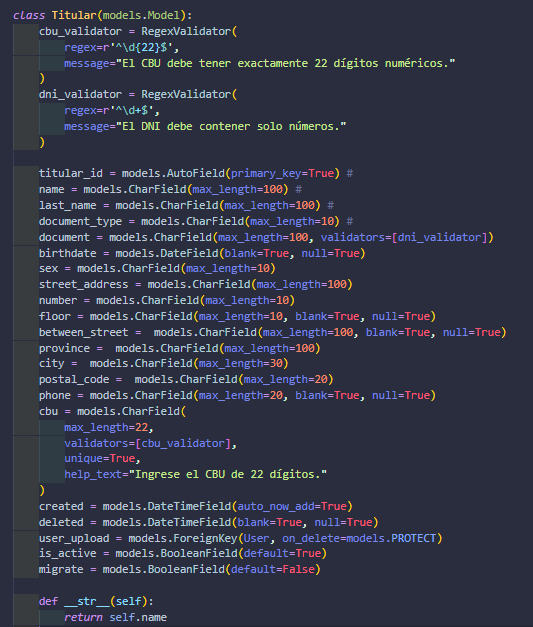 class Titular(models.Model):
    cbu_validator = RegexValidator(
        regex=r'^\d{22}$',
        message="El CBU debe tener exactamente 22 dígitos numéricos."
    )
    dni_validator = RegexValidator(
        regex=r'^\d+$',
        message="El DNI debe contener solo números."
    )

    titular_id = models.AutoField(primary_key=True) #
    name = models.CharField(max_length=100) #
    last_name = models.CharField(max_length=100) #
    document_type = models.CharField(max_length=10) #
    document = models.CharField(max_length=100, validators=[dni_validator])
    birthdate = models.DateField(blank=True, null=True)
    sex = models.CharField(max_length=10)
    street_address = models.CharField(max_length=100)
    number = models.CharField(max_length=10)
    floor = models.CharField(max_length=10, blank=True, null=True)
    between_street =  models.CharField(max_length=100, blank=True, null=True)
    province =  models.CharField(max_length=100)
    city =  models.CharField(max_length=30)
    postal_code =  models.CharField(max_length=20)
    phone = models.CharField(max_length=20, blank=True, null=True)
    cbu = models.CharField(
        max_length=22,
        validators=[cbu_validator],
        unique=True,
        help_text="Ingrese el CBU de 22 dígitos."
    )
    created = models.DateTimeField(auto_now_add=True)
    deleted = models.DateTimeField(blank=True, null=True)
    user_upload = models.ForeignKey(User, on_delete=models.PROTECT)
    is_active = models.BooleanField(default=True)
    migrate = models.BooleanField(default=False)

    def __str__(self):
        return self.name